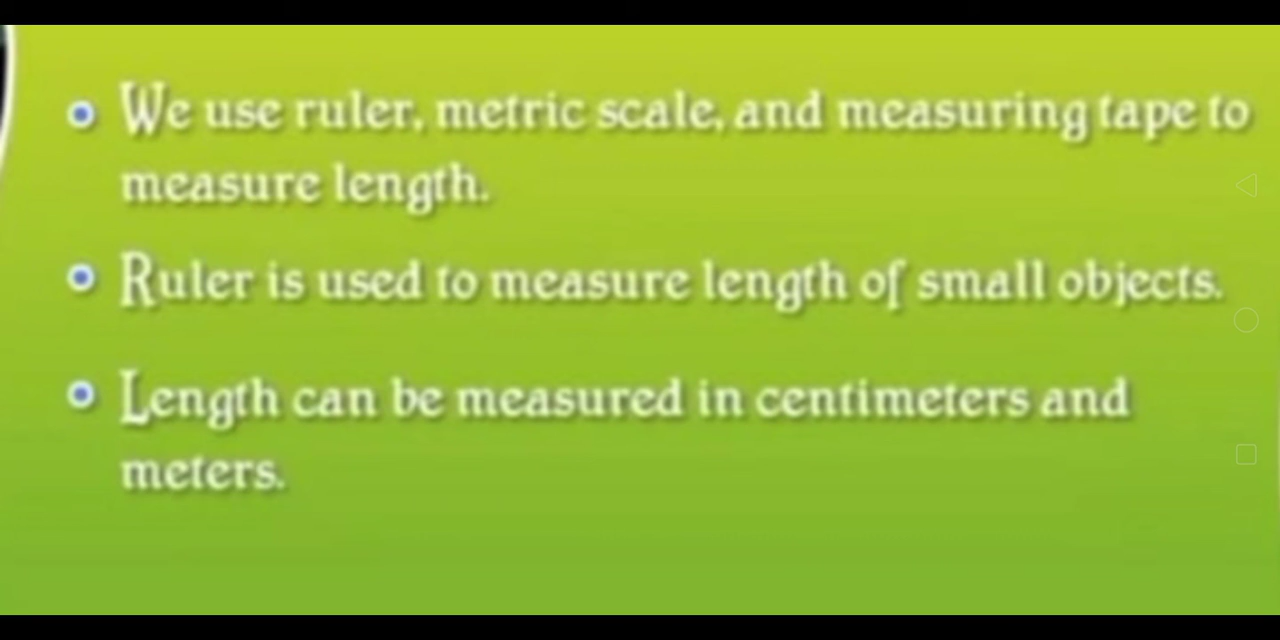 We use ruler, metric scale, and measuring tape to
measure length.
Ruler is used to measure length of small objects.
Length can be measured in centimeters and
meters.